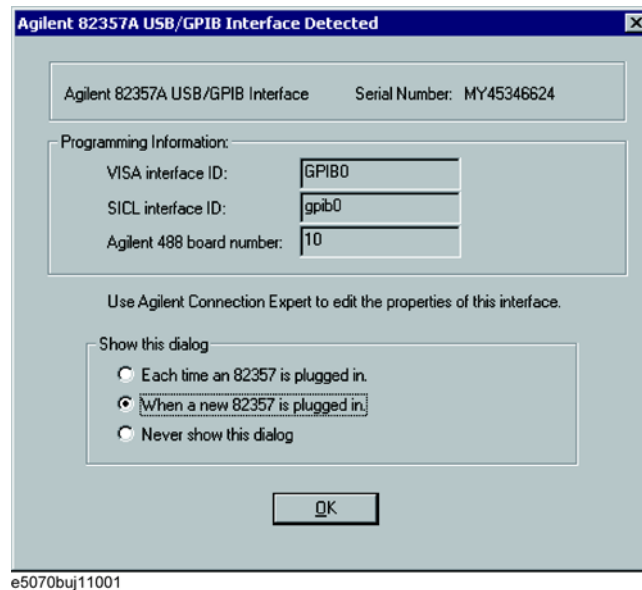 Agilent 82357A USB/GPIB Interface Detected
Agilent 82357A USB/GPIB Interface Serial Number: MY45346624
Programming Information:
VISA interface ID: GPIB0
SICL interface ID: gpib0
Agilent 488 board number: 10
Use Agilent Connection Expert to edit the properties of this interface.
Show this dialog
Each time an 82357 is plugged in.
When a new 82357 is plugged in.
Never show this dialog
OK
e5070buj11001